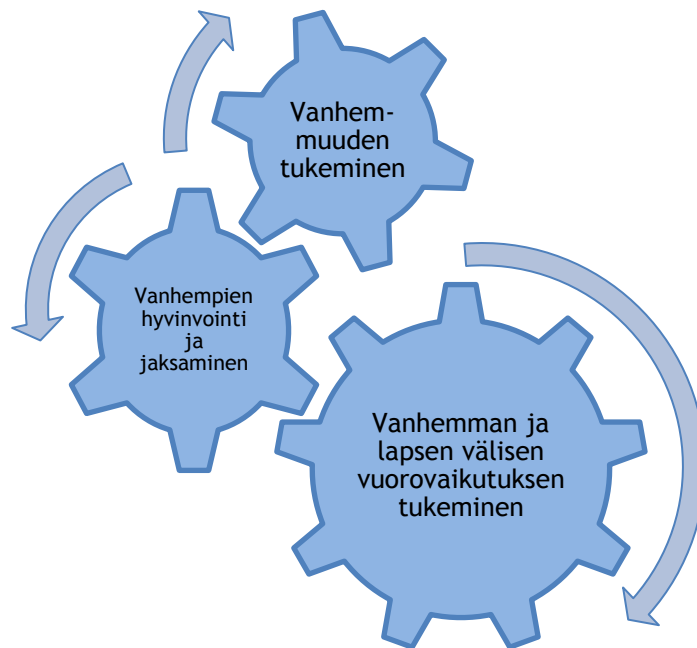 Vanhem-
muuden
tukeminen
Vanhempien
hyvinvointi
ja
jaksaminen
Vanhemman ja
lapsen välisen
vuorovaikutuksen
tukeminen